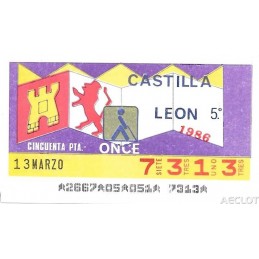 CASTILLA
LEON 5º
1986
CINCUENTA PTA.
ONCE
13 MARZO
7 SIETE 3 TRES 1 UNO 3 TRES
A2667A05A051A 7313A
AECLOT